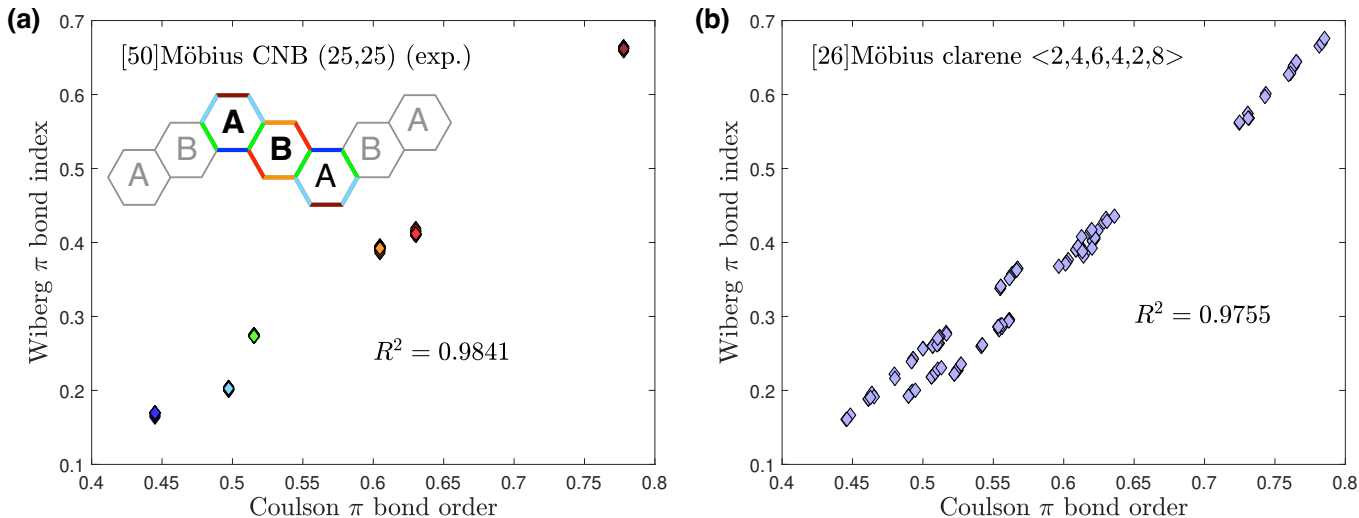 (a)
[50]Möbius CNB (25,25) (exp.)
A B A B A B A
R² = 0.9841
Wiberg π bond index
0.7
0.6
0.5
0.4
0.3
0.2
0.1
0.4 0.45 0.5 0.55 0.6 0.65 0.7 0.75 0.8
Coulson π bond order
(b)
[26]Möbius clarene <2,4,6,4,2,8>
R² = 0.9755
Wiberg π bond index
0.7
0.6
0.5
0.4
0.3
0.2
0.1
0.4 0.45 0.5 0.55 0.6 0.65 0.7 0.75 0.8
Coulson π bond order